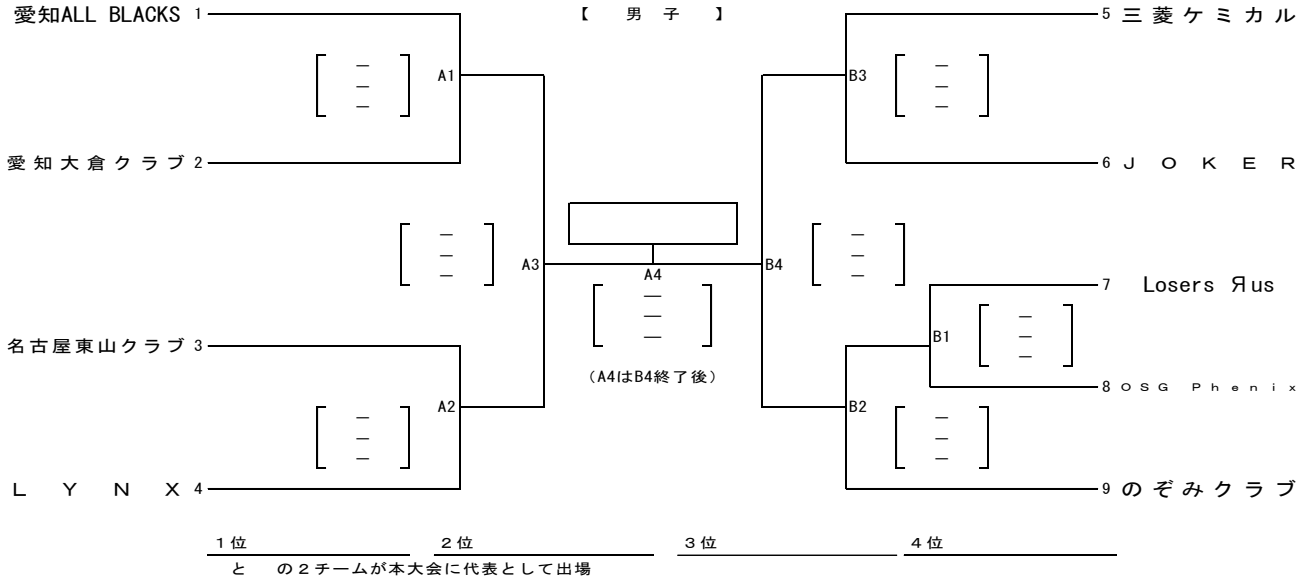 【 男 子 】
愛知ALL BLACKS 1
5 三菱ケミカル
A1
－
－
－
B3
－
－
－
愛知大倉クラブ 2
6 ＪＯＫＥＲ
A3
－
－
－
A4
－
－
－
(A4はB4終了後)
B4
－
－
－
7 Losers Яus
B1
－
－
－
名古屋東山クラブ 3
8 ＯＳＧ Ｐｈｅｎｉｘ
A2
－
－
－
B2
－
－
－
ＬＹＮＸ 4
9 のぞみクラブ
１位 ２位 ３位 ４位
と の２チームが本大会に代表として出場